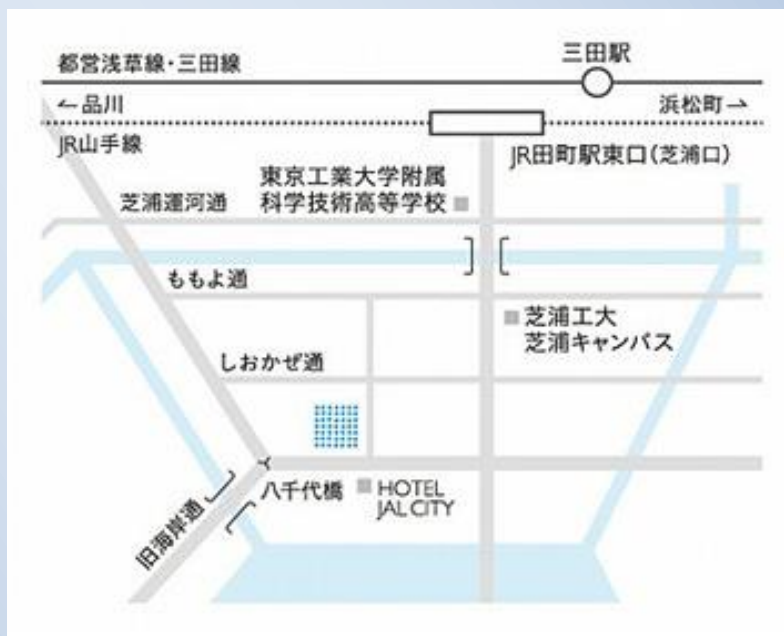 三田駅
都営浅草線・三田線
←品川
浜松町→
JR山手線
JR田町駅東口(芝浦口)
東京工業大学附属
科学技術高等学校
芝浦運河通
ももよ通
芝浦工大
芝浦キャンパス
しおかぜ通
八千代橋
HOTEL
JAL CITY
旧海岸通